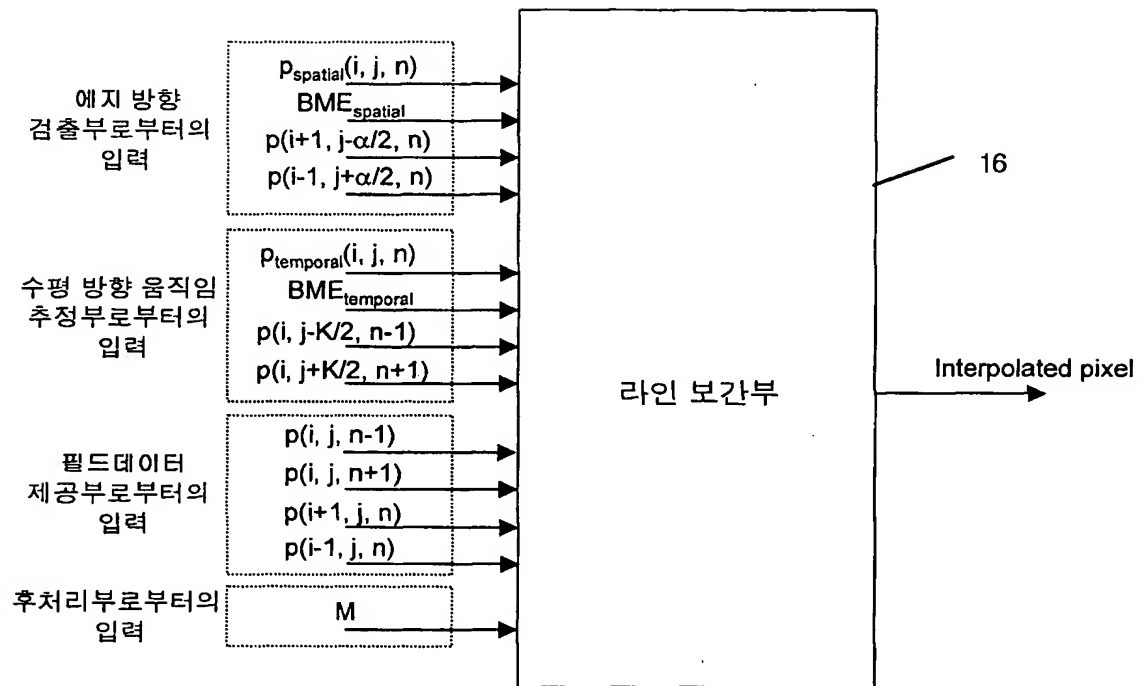 에지 방향
검출부로부터의
입력
p_spatial(i, j, n)
BME_spatial
p(i+1, j-α/2, n)
p(i-1, j+α/2, n)
수평 방향 움직임
추정부로부터의
입력
p_temporal(i, j, n)
BME_temporal
p(i, j-K/2, n-1)
p(i, j+K/2, n+1)
필드데이터
제공부로부터의
입력
p(i, j, n-1)
p(i, j, n+1)
p(i+1, j, n)
p(i-1, j, n)
후처리부로부터의
입력
M
라인 보간부
16
Interpolated pixel